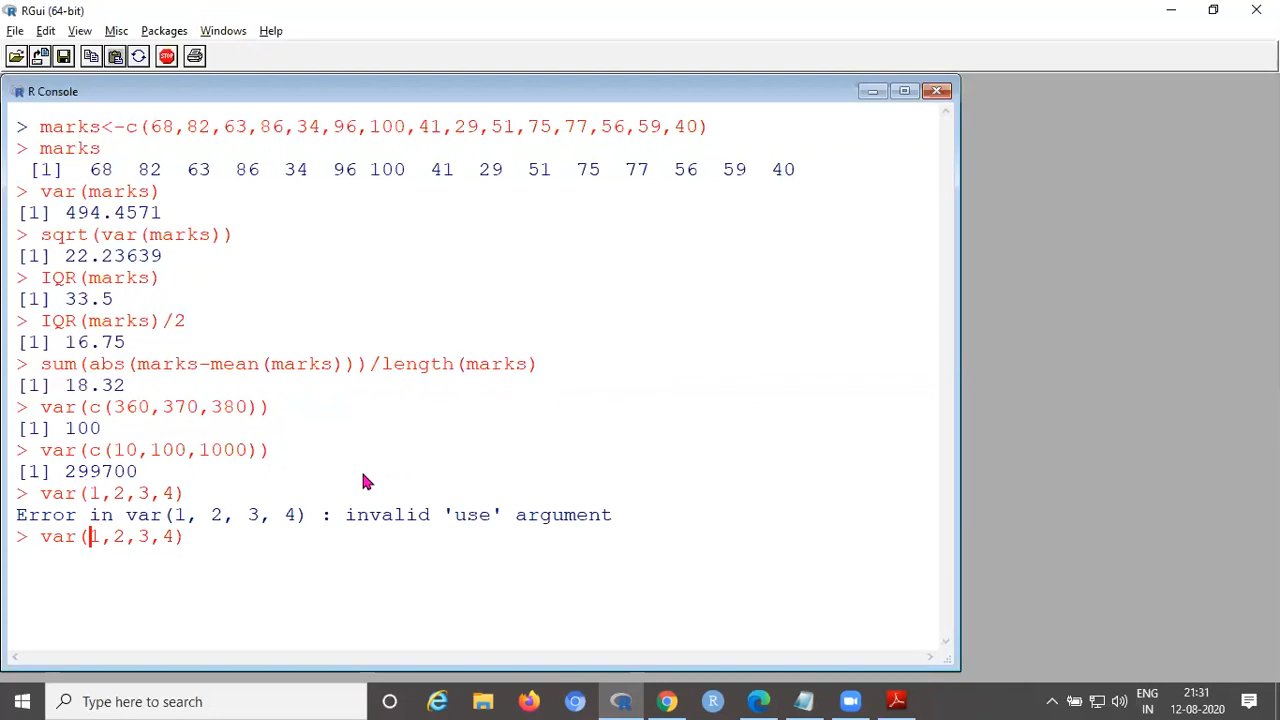 RGui (64-bit)
File Edit View Misc Packages Windows Help
STOP
R Console
> marks<-c(68,82,63,86,34,96,100,41,29,51,75,77,56,59,40)
> marks
[1] 68 82 63 86 34 96 100 41 29 51 75 77 56 59 40
> var(marks)
[1] 494.4571
> sqrt(var(marks))
[1] 22.23639
> IQR(marks)
[1] 33.5
> IQR(marks)/2
[1] 16.75
> sum(abs(marks-mean(marks)))/length(marks)
[1] 18.32
> var(c(360,370,380))
[1] 100
> var(c(10,100,1000))
[1] 299700
> var(1,2,3,4)
Error in var(1, 2, 3, 4) : invalid 'use' argument
> var(1,2,3,4)
Type here to search
ENG 21:31
IN 12-08-2020